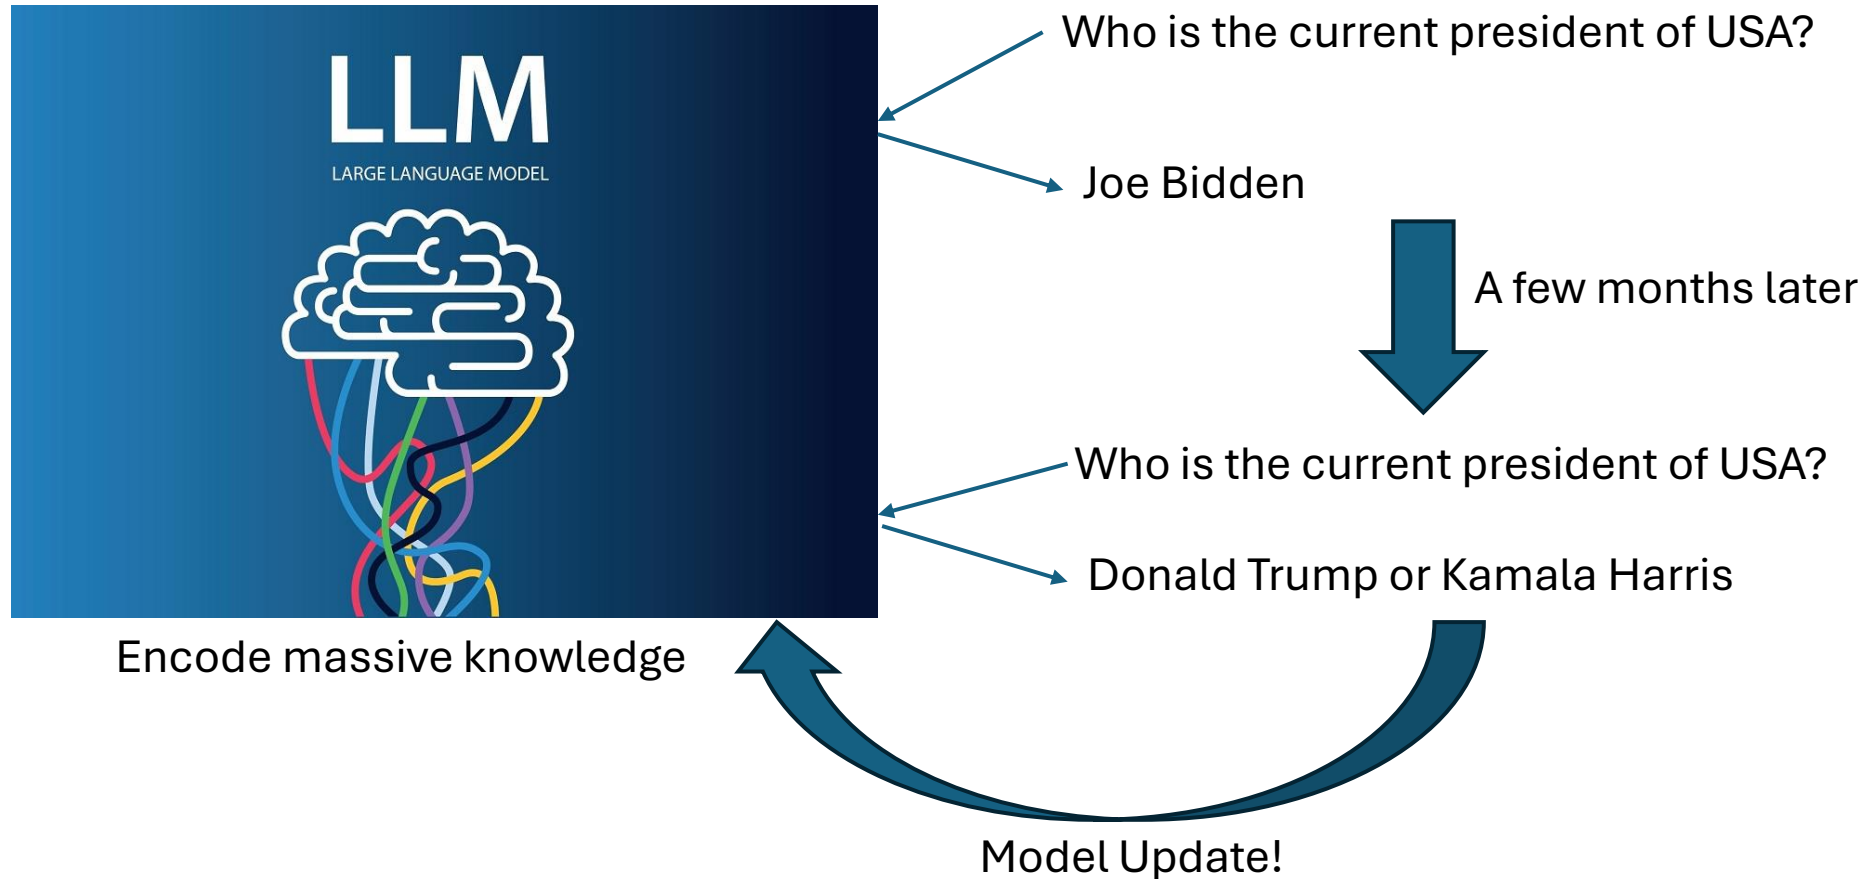 LLM
LARGE LANGUAGE MODEL
Who is the current president of USA?
Joe Bidden
A few months later
Who is the current president of USA?
Donald Trump or Kamala Harris
Encode massive knowledge
Model Update!